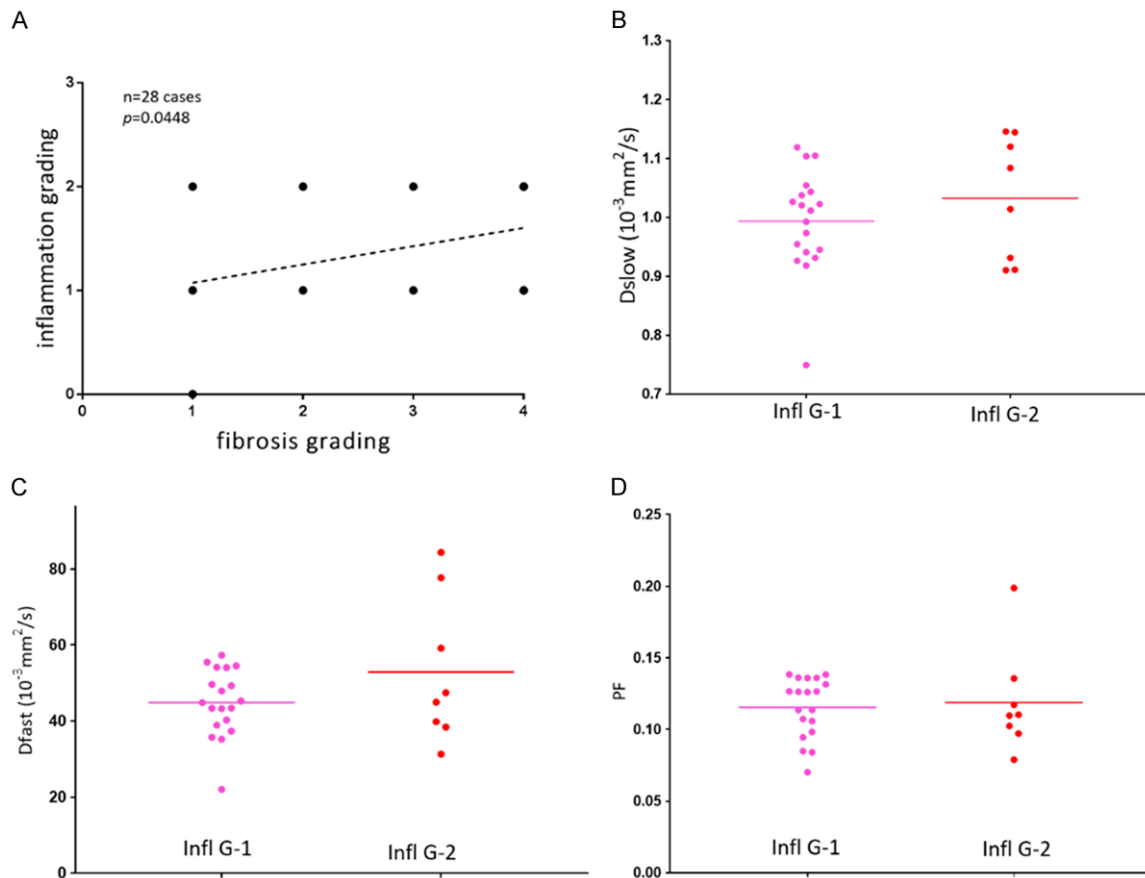 A
n=28 cases
p=0.0448
inflammation grading
3
2
1
0
0 1 2 3 4
fibrosis grading
B
Dslow (10⁻³mm²/s)
1.3
1.2
1.1
1.0
0.9
0.8
0.7
Infl G-1 Infl G-2
C
Dfast (10⁻³mm²/s)
80
60
40
20
0
Infl G-1 Infl G-2
D
PF
0.25
0.20
0.15
0.10
0.05
0.00
Infl G-1 Infl G-2